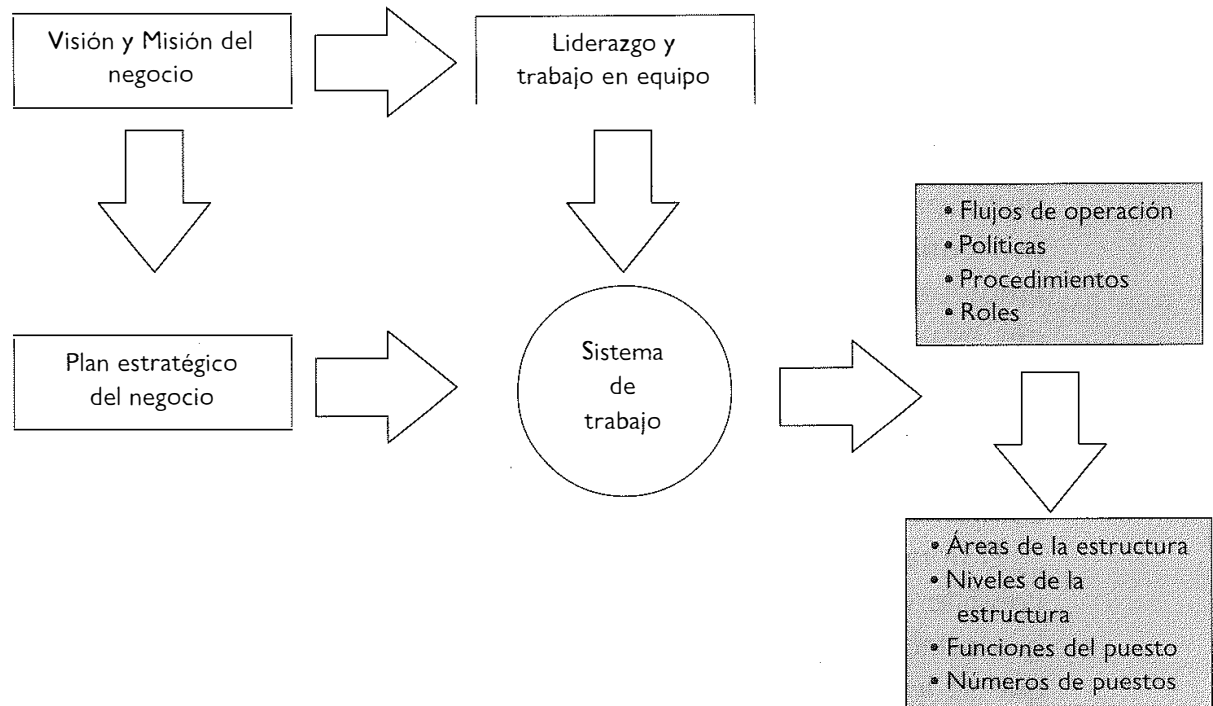 Visión y Misión del
negocio
Liderazgo y
trabajo en equipo
• Flujos de operación
• Políticas
• Procedimientos
• Roles
Plan estratégico
del negocio
Sistema
de
trabajo
• Áreas de la estructura
• Niveles de la
estructura
• Funciones del puesto
• Números de puestos